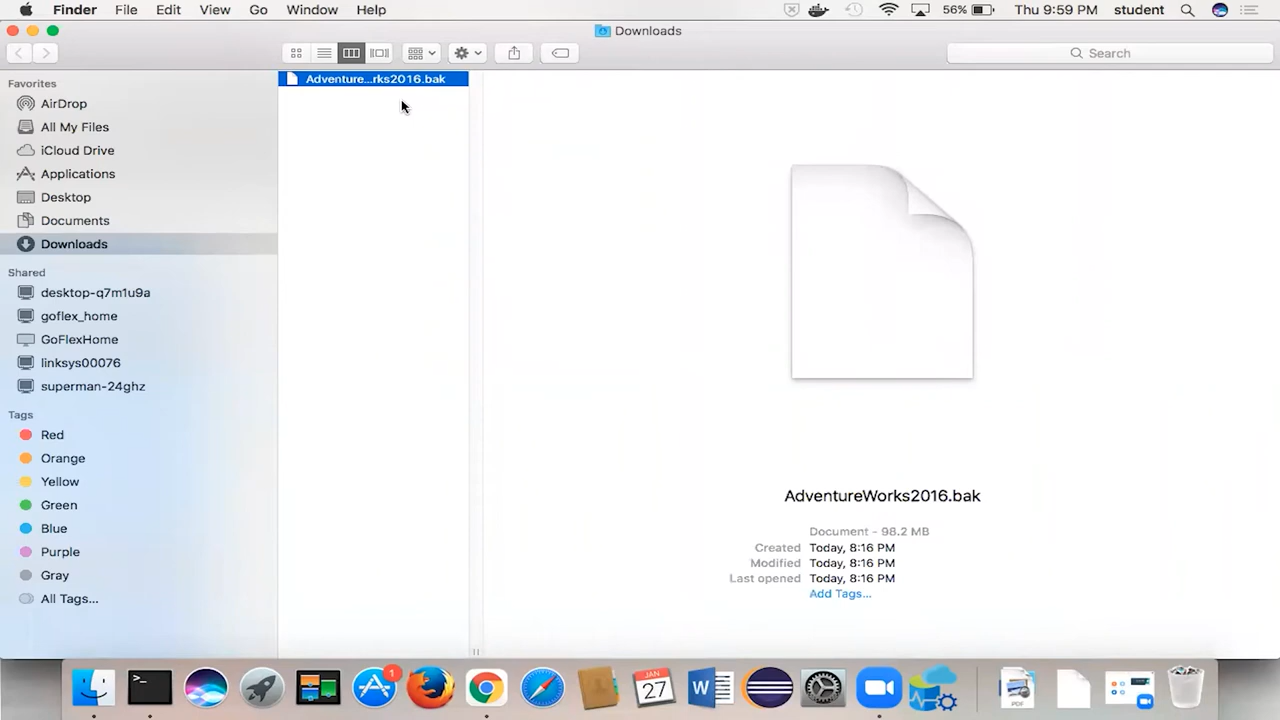 Finder File Edit View Go Window Help 56% Thu 9:59 PM student
Downloads
Search
Favorites
AirDrop
All My Files
iCloud Drive
Applications
Desktop
Documents
Downloads
Shared
desktop-q7m1u9a
goflex_home
GoFlexHome
linksys00076
superman-24ghz
Tags
Red
Orange
Yellow
Green
Blue
Purple
Gray
All Tags...
Adventure...rks2016.bak
AdventureWorks2016.bak
Document - 98.2 MB
Created Today, 8:16 PM
Modified Today, 8:16 PM
Last opened Today, 8:16 PM
Add Tags...
>_
1
JAN
27
W
PDF